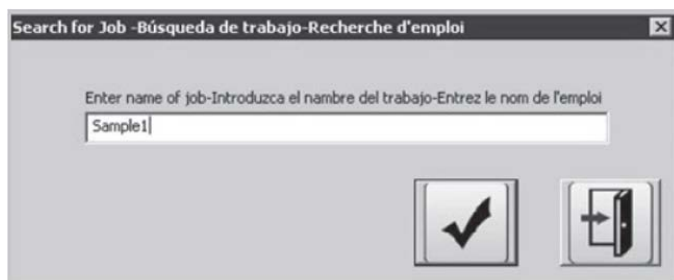 Search for Job -Búsqueda de trabajo-Recherche d'emploi
Enter name of job-Introduzca el nambre del trabajo-Entrez le nom de l'emploi
Sample1